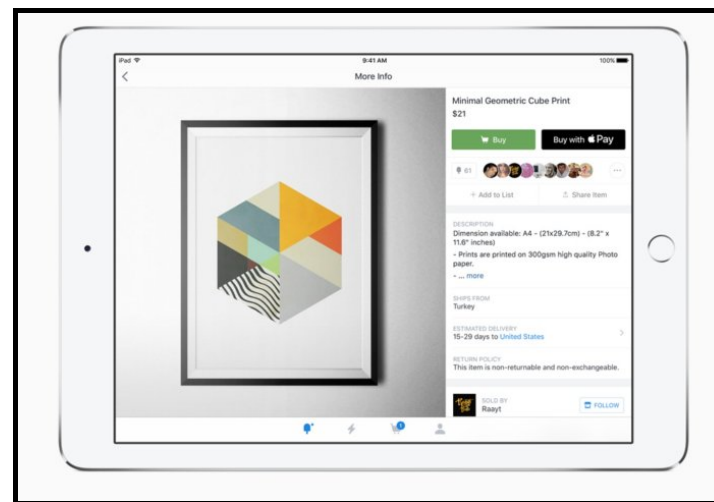 iPad 9:41 AM 100%
More Info
Minimal Geometric Cube Print
$21
Buy
Buy with Pay
61
+ Add to List
Share Item
DESCRIPTION
Dimension available: A4 - (21x29.7cm) - (8.2" x
11.6" inches)
- Prints are printed on 300gsm high quality Photo
paper.
- ... more
SHIPS FROM
Turkey
ESTIMATED DELIVERY
15-29 days to United States
RETURN POLICY
This item is non-returnable and non-exchangeable.
SOLD BY
Raayt
FOLLOW
1